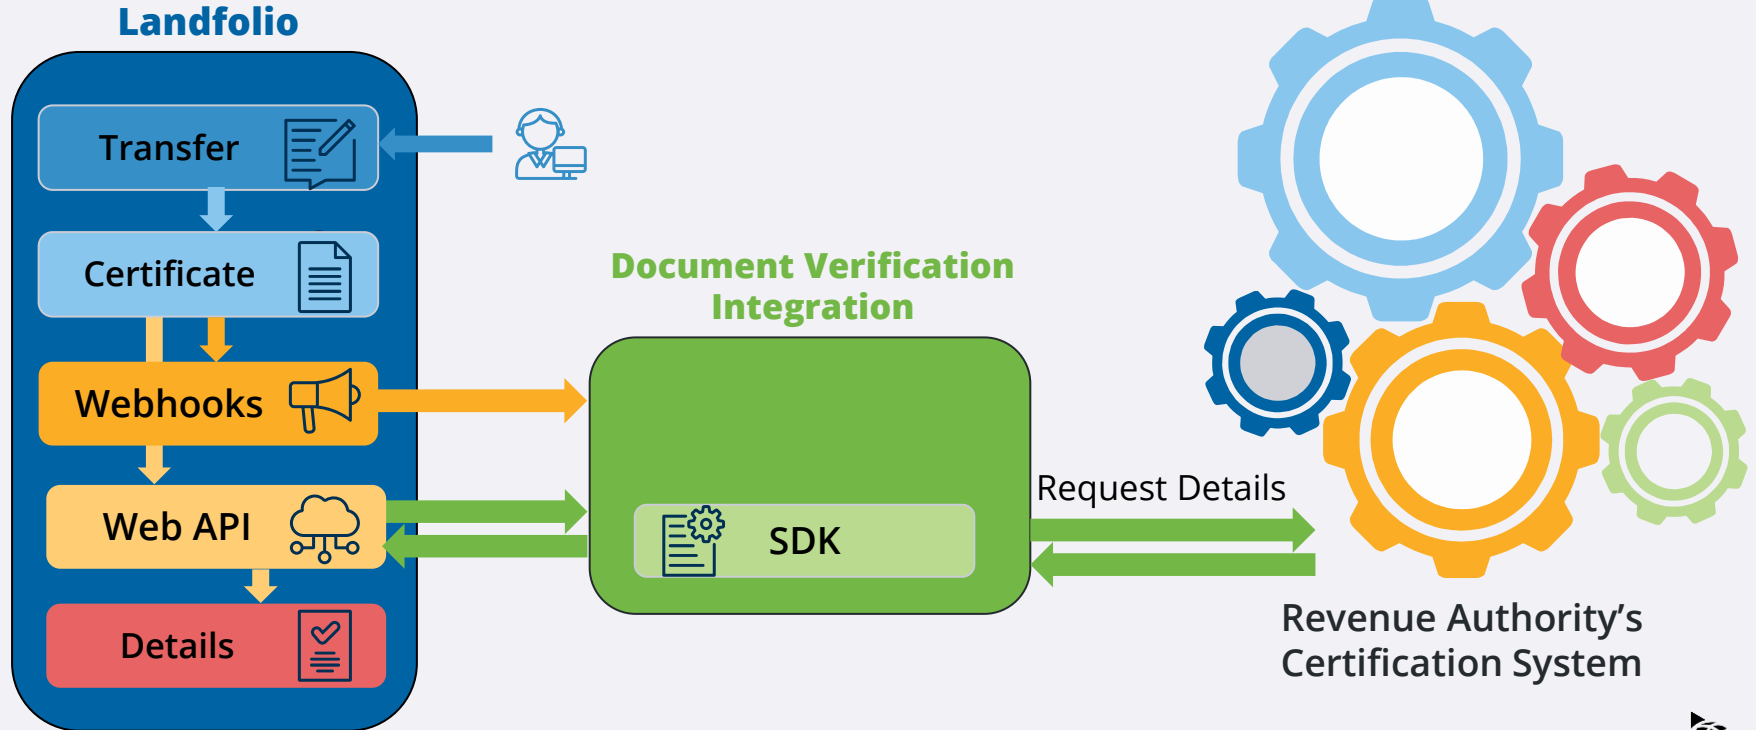 Landfolio
Transfer
Certificate
Webhooks
Web API
Details
Document Verification
Integration
SDK
Request Details
Revenue Authority’s
Certification System